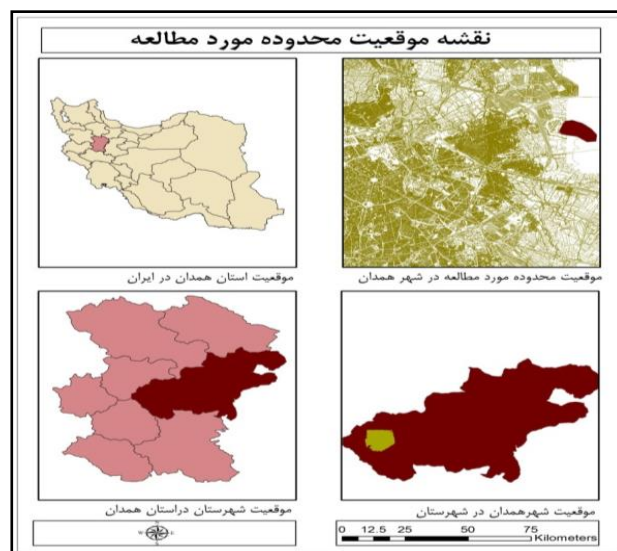 نقشه موقعیت محدوده مورد مطالعه
موقعیت محدوده مورد مطالعه در شهر همدان
موقعیت استان همدان در ایران
موقعیت شهرهمدان در شهرستان
موقعیت شهرستان دراستان همدان
0 12.5 25 50 75
Kilometers